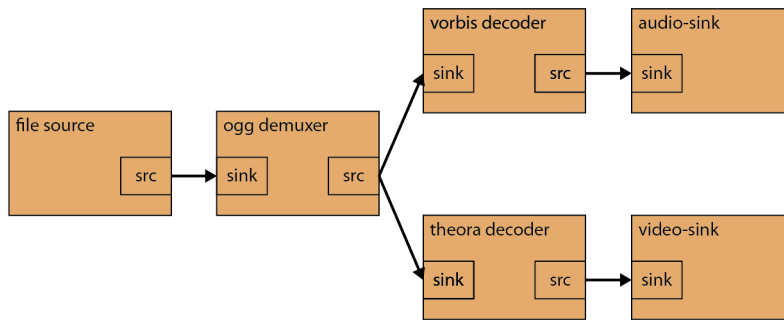 vorbis decoder
sink
src
audio-sink
sink
file source
src
ogg demuxer
sink
src
theora decoder
sink
src
video-sink
sink